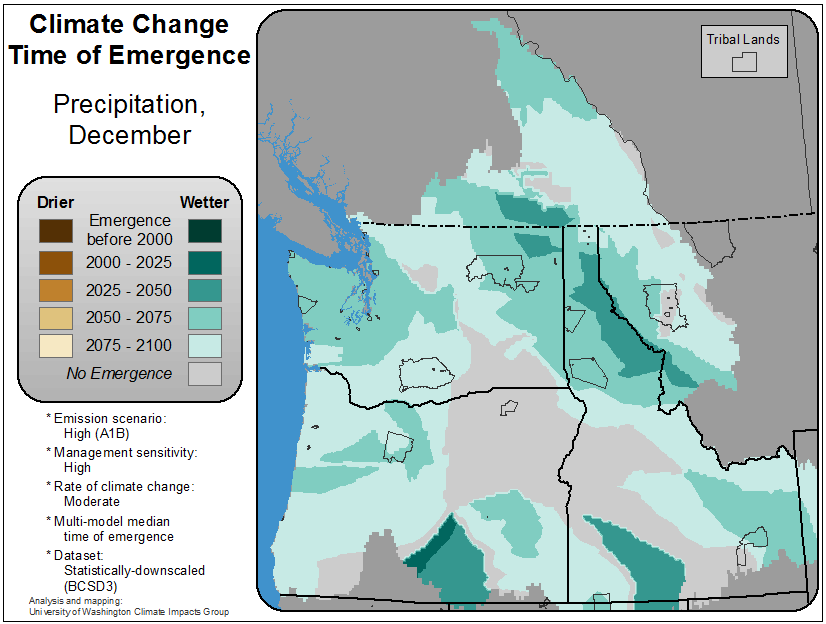 Climate Change
Time of Emergence
Precipitation,
December
Drier
Wetter
Emergence
before 2000
2000 - 2025
2025 - 2050
2050 - 2075
2075 - 2100
No Emergence
* Emission scenario:
High (A1B)
* Management sensitivity:
High
* Rate of climate change:
Moderate
* Multi-model median
time of emergence
* Dataset:
Statistically-downscaled
(BCSD3)
Analysis and mapping:
University of Washington Climate Impacts Group
Tribal Lands